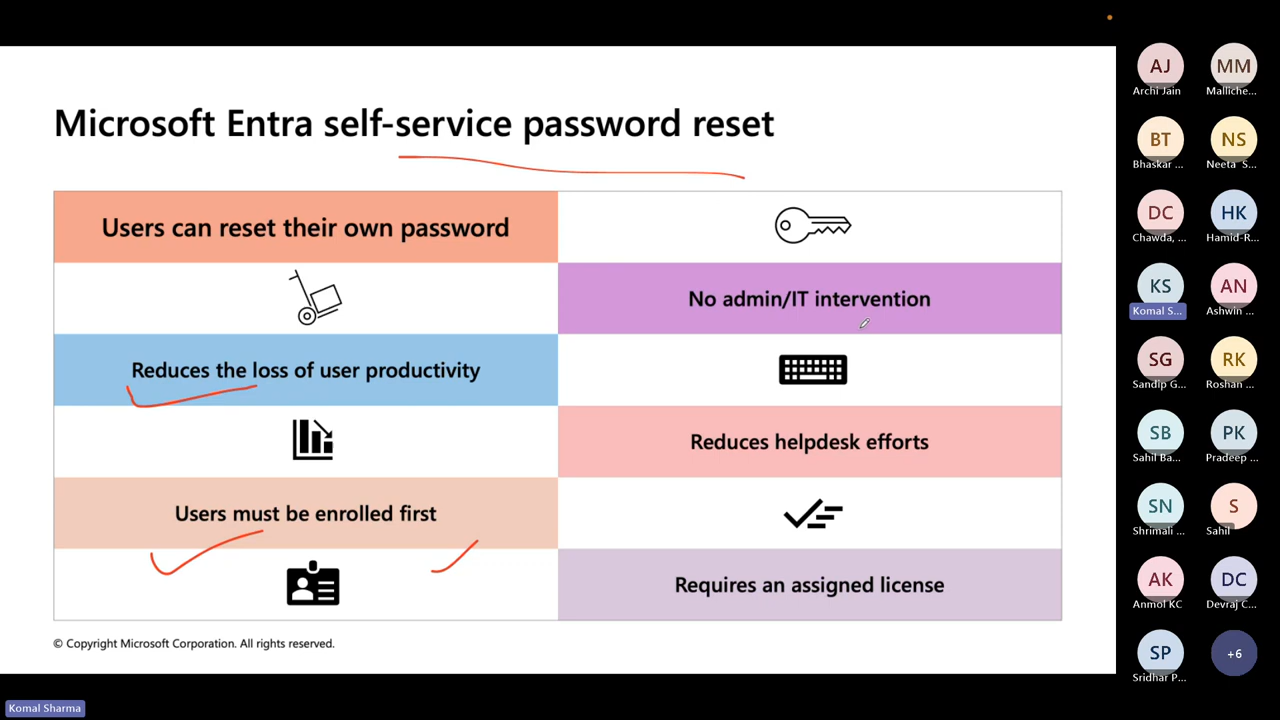 Microsoft Entra self-service password reset
Users can reset their own password
No admin/IT intervention
Reduces the loss of user productivity
Reduces helpdesk efforts
Users must be enrolled first
Requires an assigned license
© Copyright Microsoft Corporation. All rights reserved.
Komal Sharma
AJ
Archi Jain
MM
Malliche...
BT
Bhaskar ...
NS
Neeta S...
DC
Chawda, ...
HK
Hamid-R...
KS
Komal S...
AN
Ashwin ...
SG
Sandip G...
RK
Roshan ...
SB
Sahil Ba...
PK
Pradeep ...
SN
Shrimali ...
S
Sahil
AK
Anmol KC
DC
Devraj C...
SP
Sridhar P...
+6